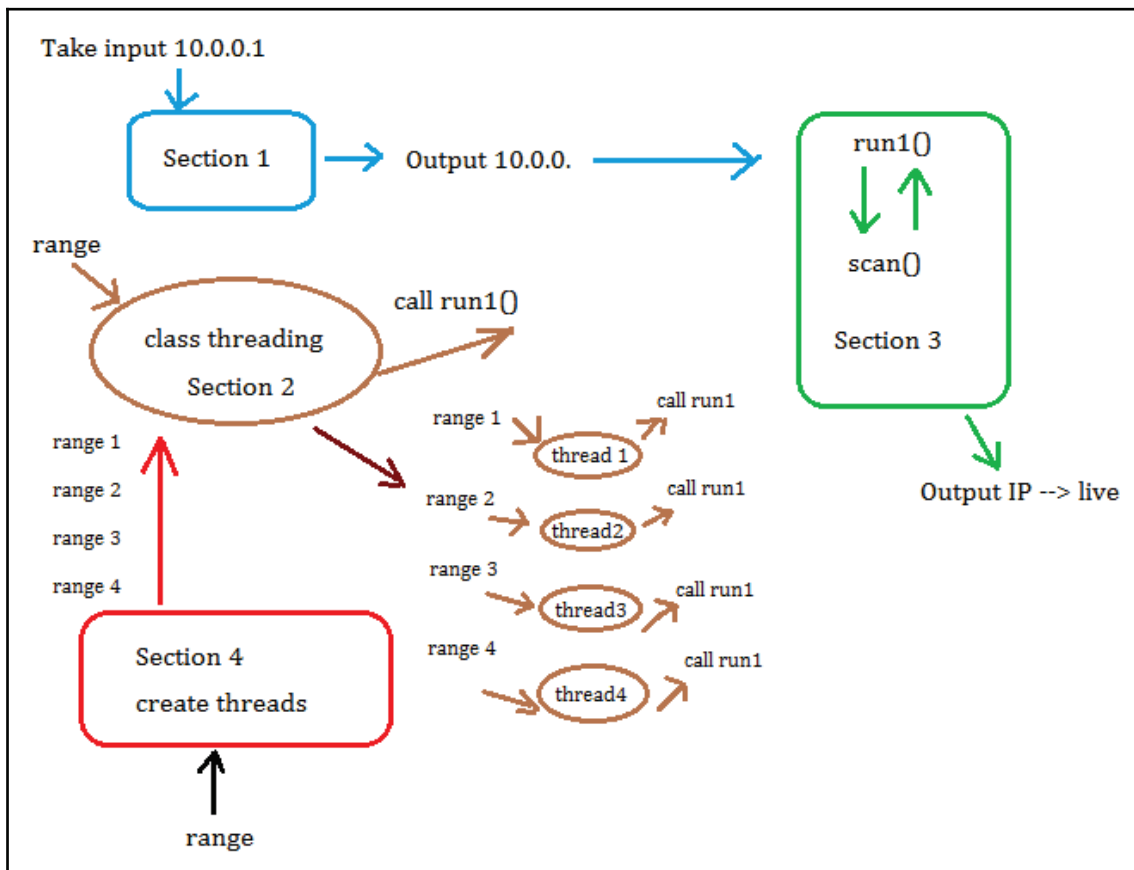 Take input 10.0.0.1
Section 1
Output 10.0.0.
run1()
scan()
Section 3
Output IP --> live
range
call run1()
class threading
Section 2
range 1
range 2
range 3
range 4
Section 4
create threads
range
range 1
call run1
thread 1
range 2
call run1
thread2
range 3
call run1
thread3
range 4
call run1
thread4